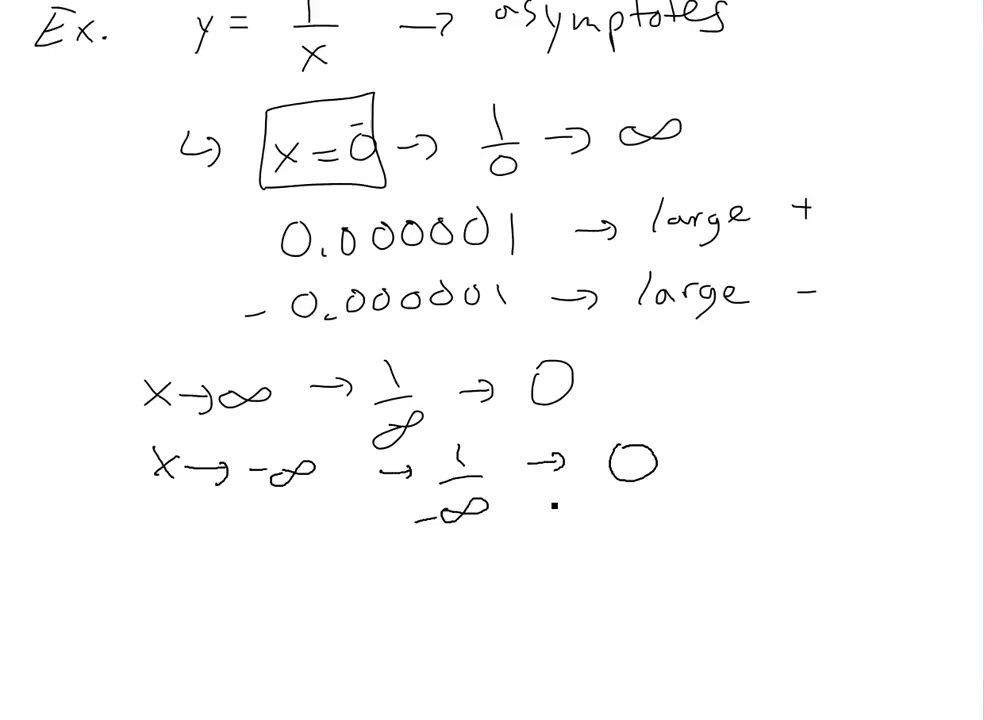 Ex. y = 1/x → asymptotes
↳ x = 0 → 1/0 → ∞
0.000001 → large +
- 0.000001 → large -
x → ∞ → 1/∞ → 0
x → -∞ → 1/-∞ → 0